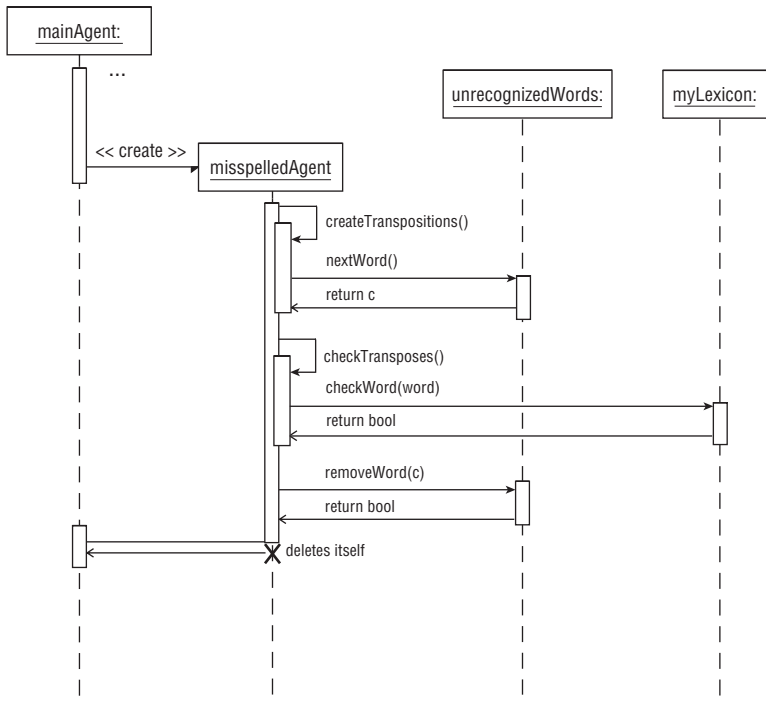 mainAgent:
...
unrecognizedWords:
myLexicon:
<< create >>
misspelledAgent
createTranspositions()
nextWord()
return c
checkTransposes()
checkWord(word)
return bool
removeWord(c)
return bool
deletes itself